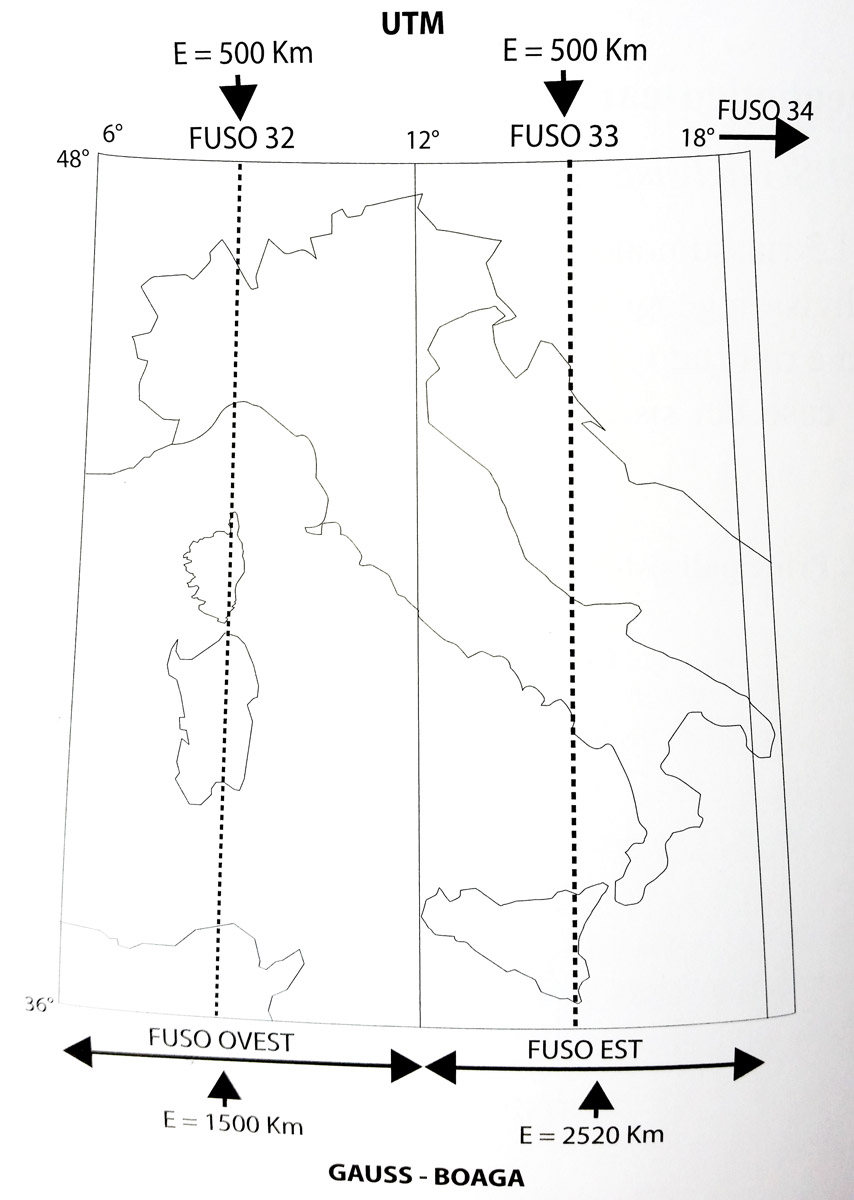 UTM
E = 500 Km
E = 500 Km
FUSO 34
6°
FUSO 32
12°
FUSO 33
18°
48°
36°
FUSO OVEST
FUSO EST
E = 1500 Km
E = 2520 Km
GAUSS - BOAGA